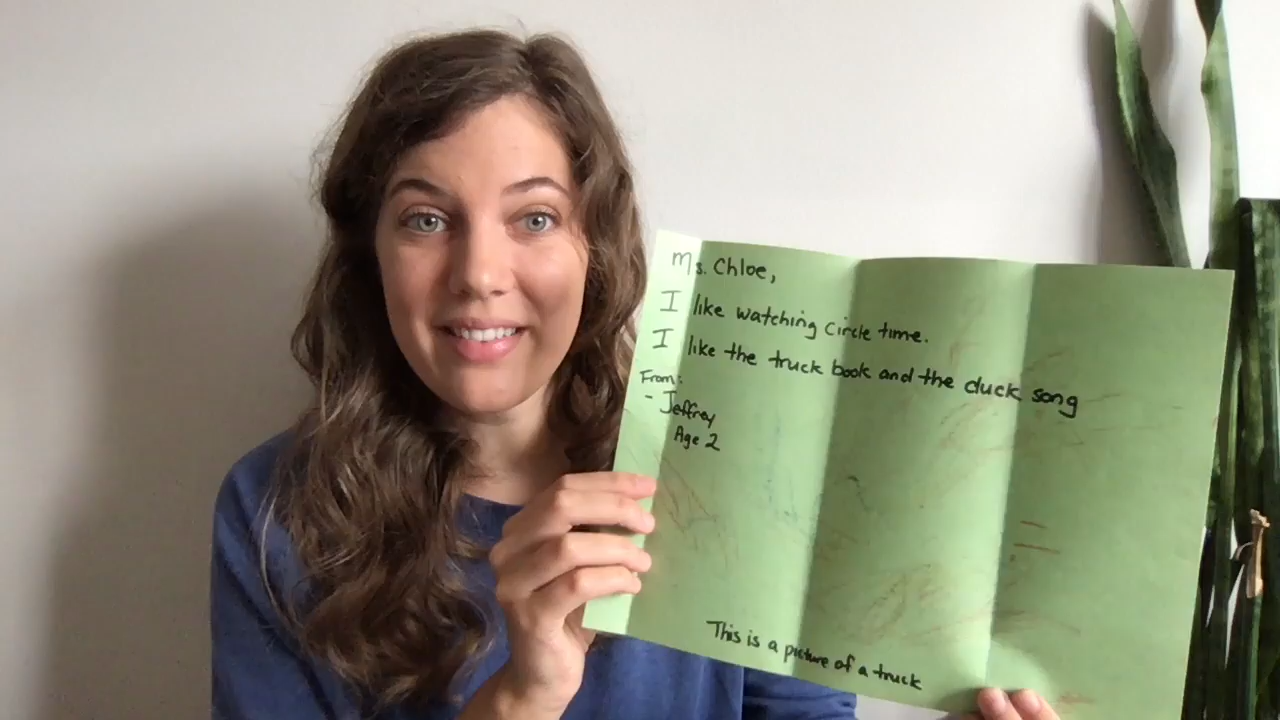 Ms. Chloe,
I like watching Circle time.
I like the truck book and the duck song
From:
- Jeffrey
Age 2
This is a picture of a truck